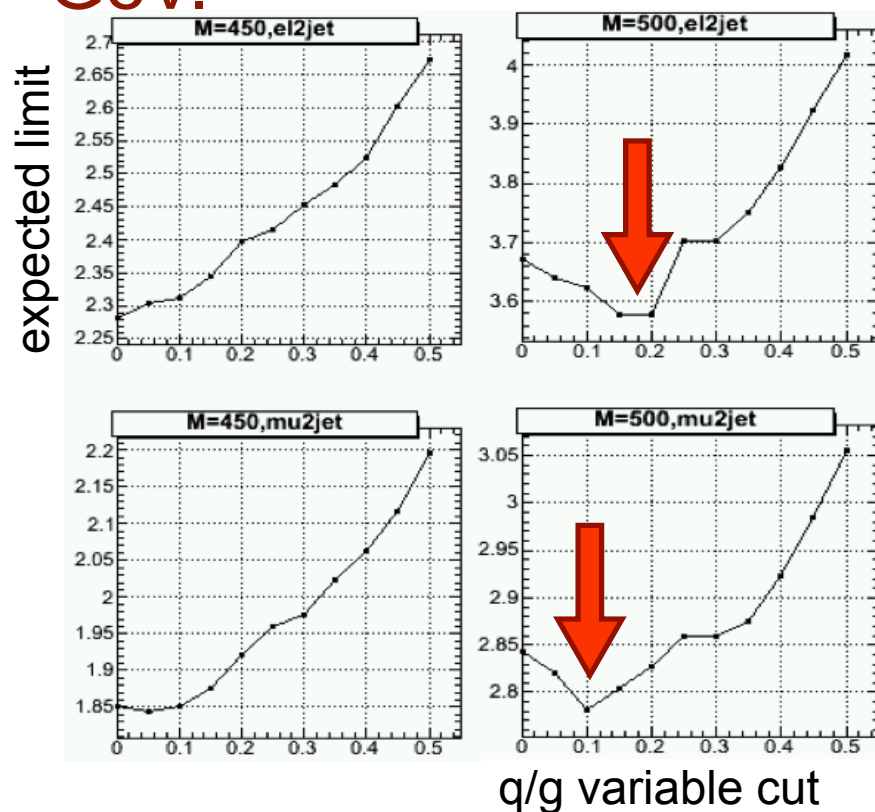 GeV.
expected limit
M=450,el2jet
2.7
2.65
2.6
2.55
2.5
2.45
2.4
2.35
2.3
2.25
0 0.1 0.2 0.3 0.4 0.5
M=500,el2jet
4
3.9
3.8
3.7
3.6
0 0.1 0.2 0.3 0.4 0.5
M=450,mu2jet
2.2
2.15
2.1
2.05
2
1.95
1.9
1.85
0 0.1 0.2 0.3 0.4 0.5
M=500,mu2jet
3.05
3
2.95
2.9
2.85
2.8
0 0.1 0.2 0.3 0.4 0.5
q/g variable cut